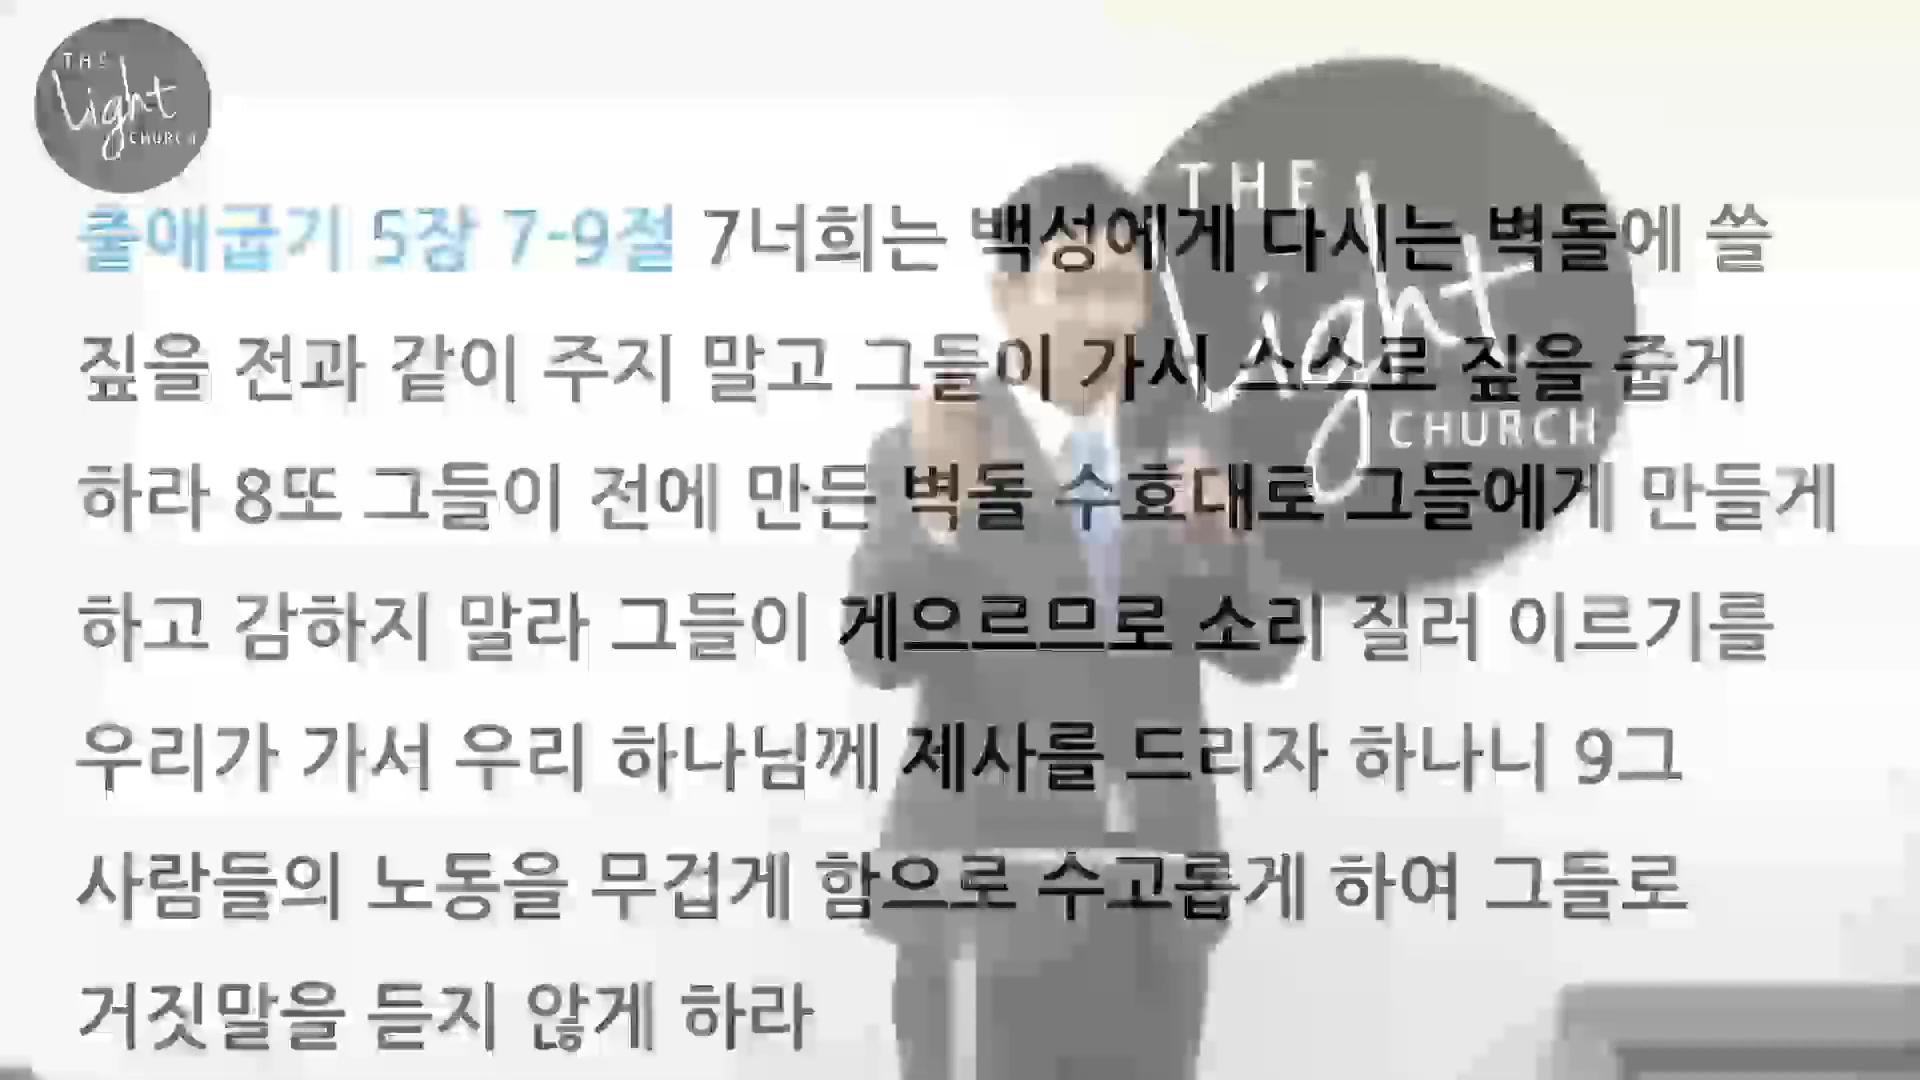 THE
Light
CHURCH
THE
Light
CHURCH
출애굽기 5장 7-9절 7너희는 백성에게 다시는 벽돌에 쓸
짚을 전과 같이 주지 말고 그들이 가서 스스로 짚을 줍게
하라 8또 그들이 전에 만든 벽돌 수효대로 그들에게 만들게
하고 감하지 말라 그들이 게으르므로 소리 질러 이르기를
우리가 가서 우리 하나님께 제사를 드리자 하나니 9그
사람들의 노동을 무겁게 함으로 수고롭게 하여 그들로
거짓말을 듣지 않게 하라